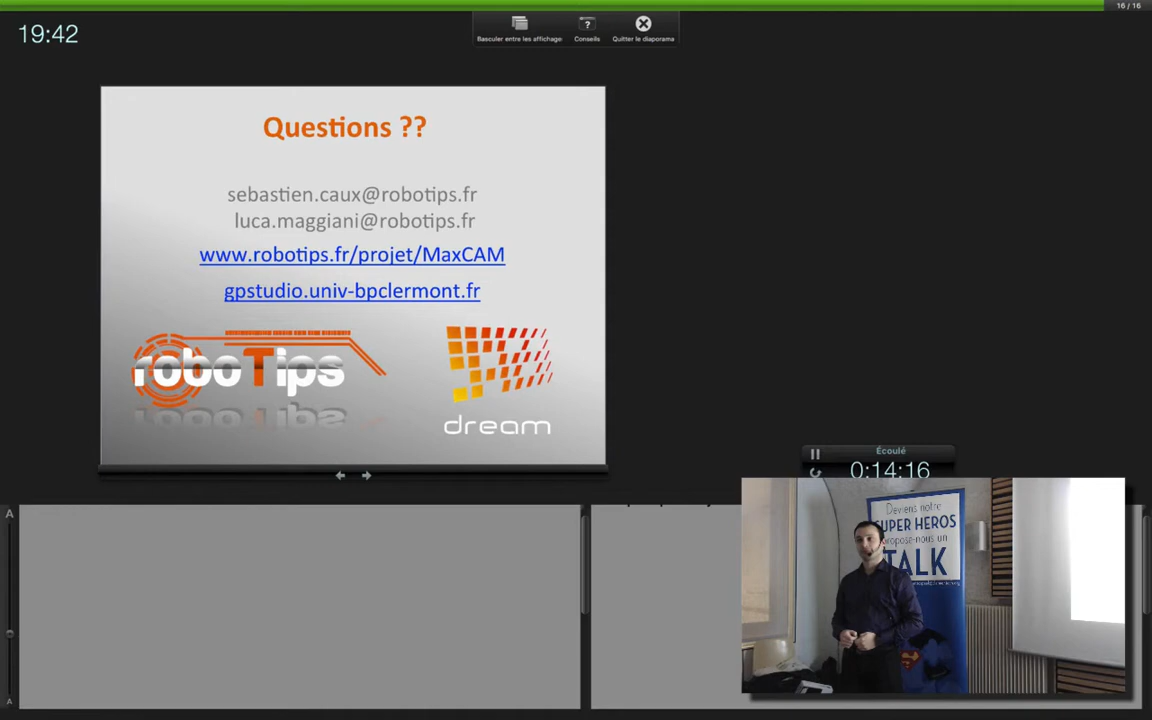 16 / 16
19:42
Basculer entre les affichage
Conseils
Quitter le diaporama
Questions ??
sebastien.caux@robotips.fr
luca.maggiani@robotips.fr
www.robotips.fr/projet/MaxCAM
gpstudio.univ-bpclermont.fr
roboTips
dream
Écoulé
0:14:16
A
A
Deviens notre
SUPER HEROS
propose-nous un
TALK